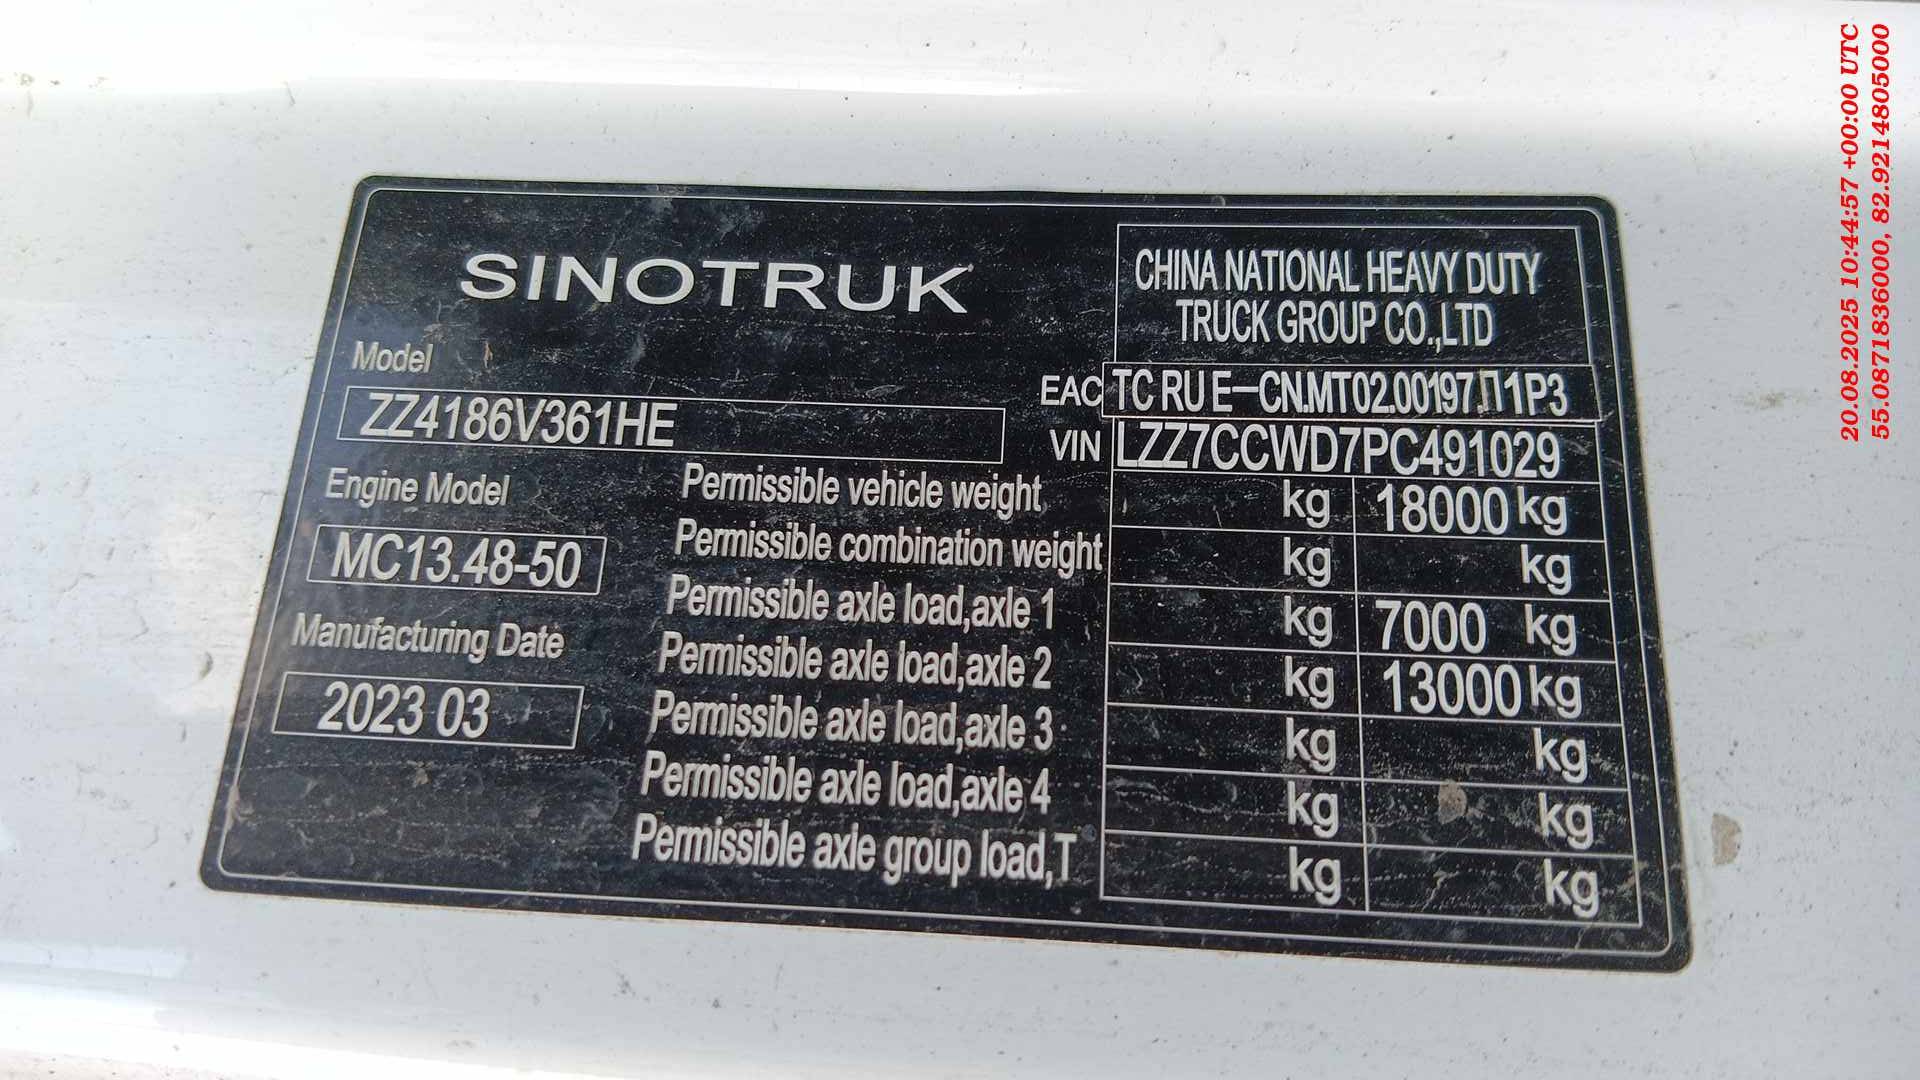 SINOTRUK
CHINA NATIONAL HEAVY DUTY
TRUCK GROUP CO.,LTD
Model
ZZ4186V361HE
EAC TC RU E-CN.MT02.00197.П1P3
VIN LZZ7CCWD7PC491029
Engine Model
MC13.48-50
Manufacturing Date
2023 03
Permissible vehicle weight kg 18000 kg
Permissible combination weight kg kg
Permissible axle load,axle 1 kg 7000 kg
Permissible axle load,axle 2 kg 13000 kg
Permissible axle load,axle 3 kg kg
Permissible axle load,axle 4 kg kg
Permissible axle group load,T kg kg
20.08.2025 10:44:57 +00:00 UTC
55.087718360000, 82.9214805000